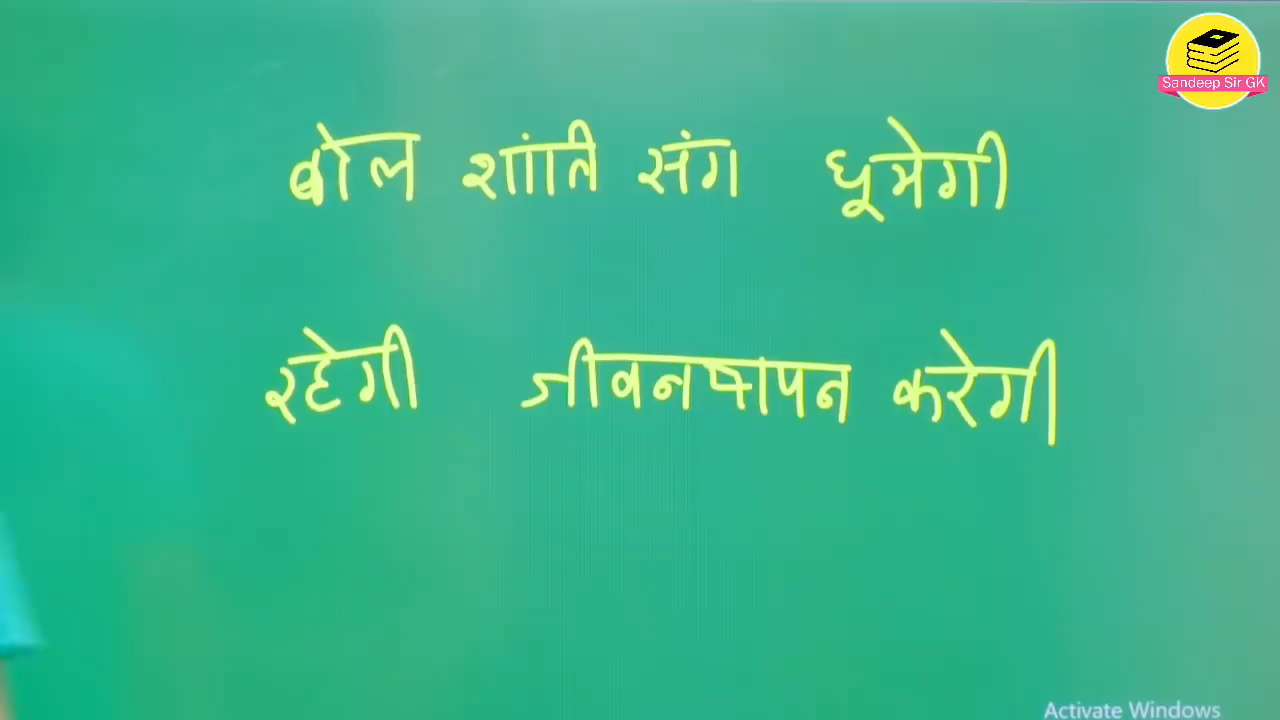 Sandeep Sir GK
बोल शांति संग घूमेगी
रहेगी जीवनयापन करेगी
Activate Windows